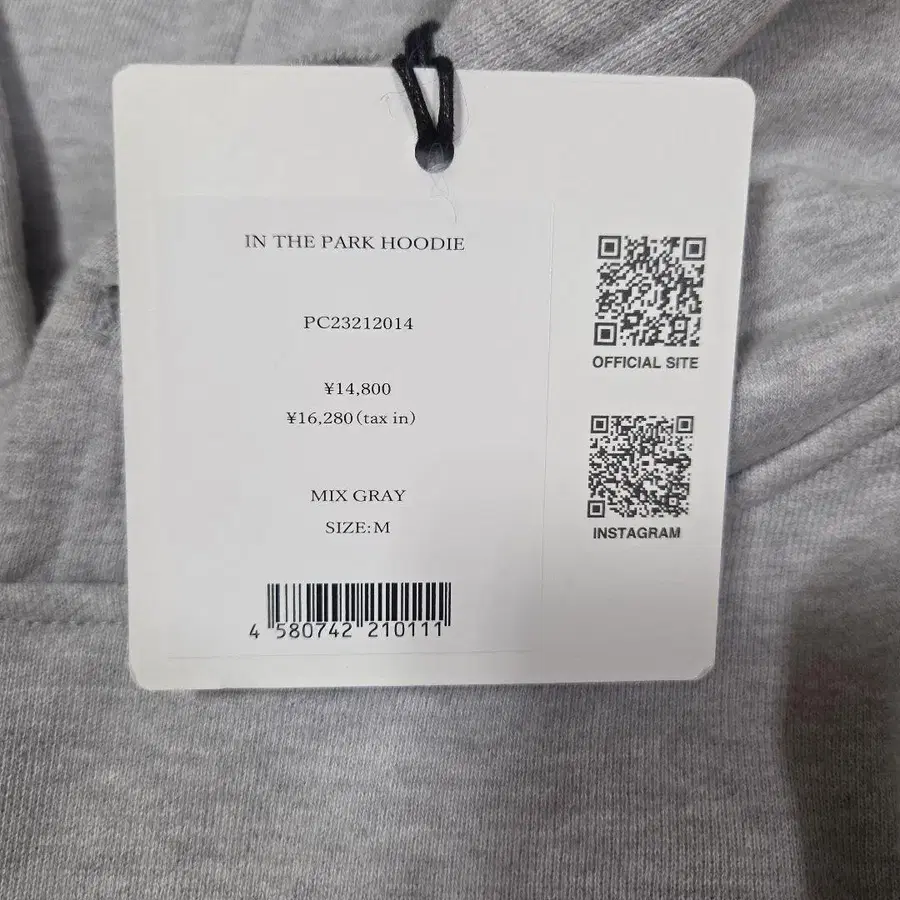 IN THE PARK HOODIE
PC23212014
¥14,800
¥16,280(tax in)
MIX GRAY
SIZE:M
4 580742 210111
OFFICIAL SITE
INSTAGRAM